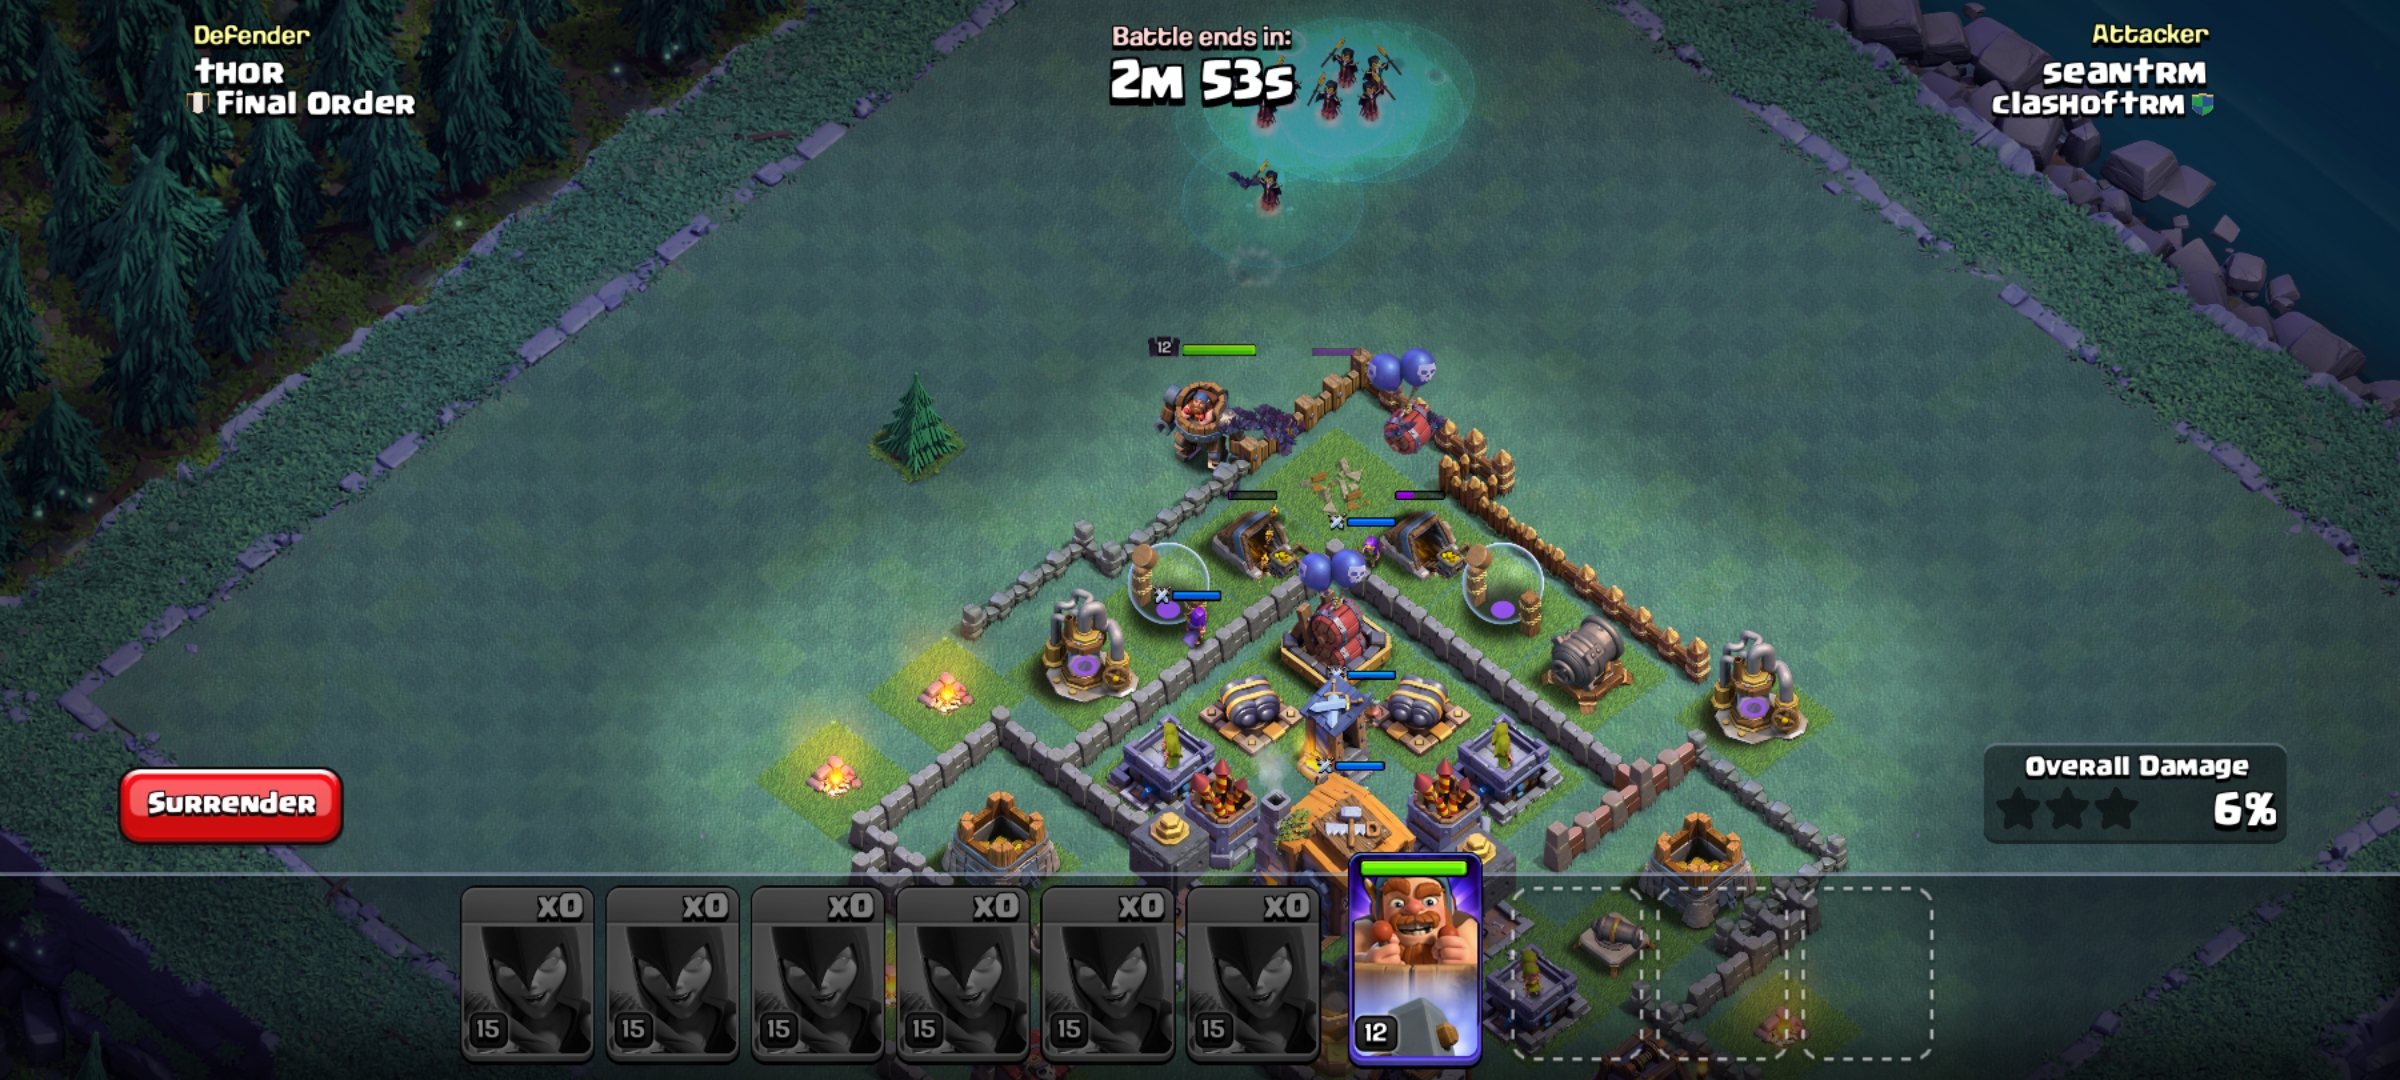 Defender
tHOR
Final Order
Battle ends in:
2M 53s
Attacker
seantRM
clashoftRM
12
Surrender
Overall Damage
6%
x0
x0
x0
x0
x0
x0
15
15
15
15
15
15
12